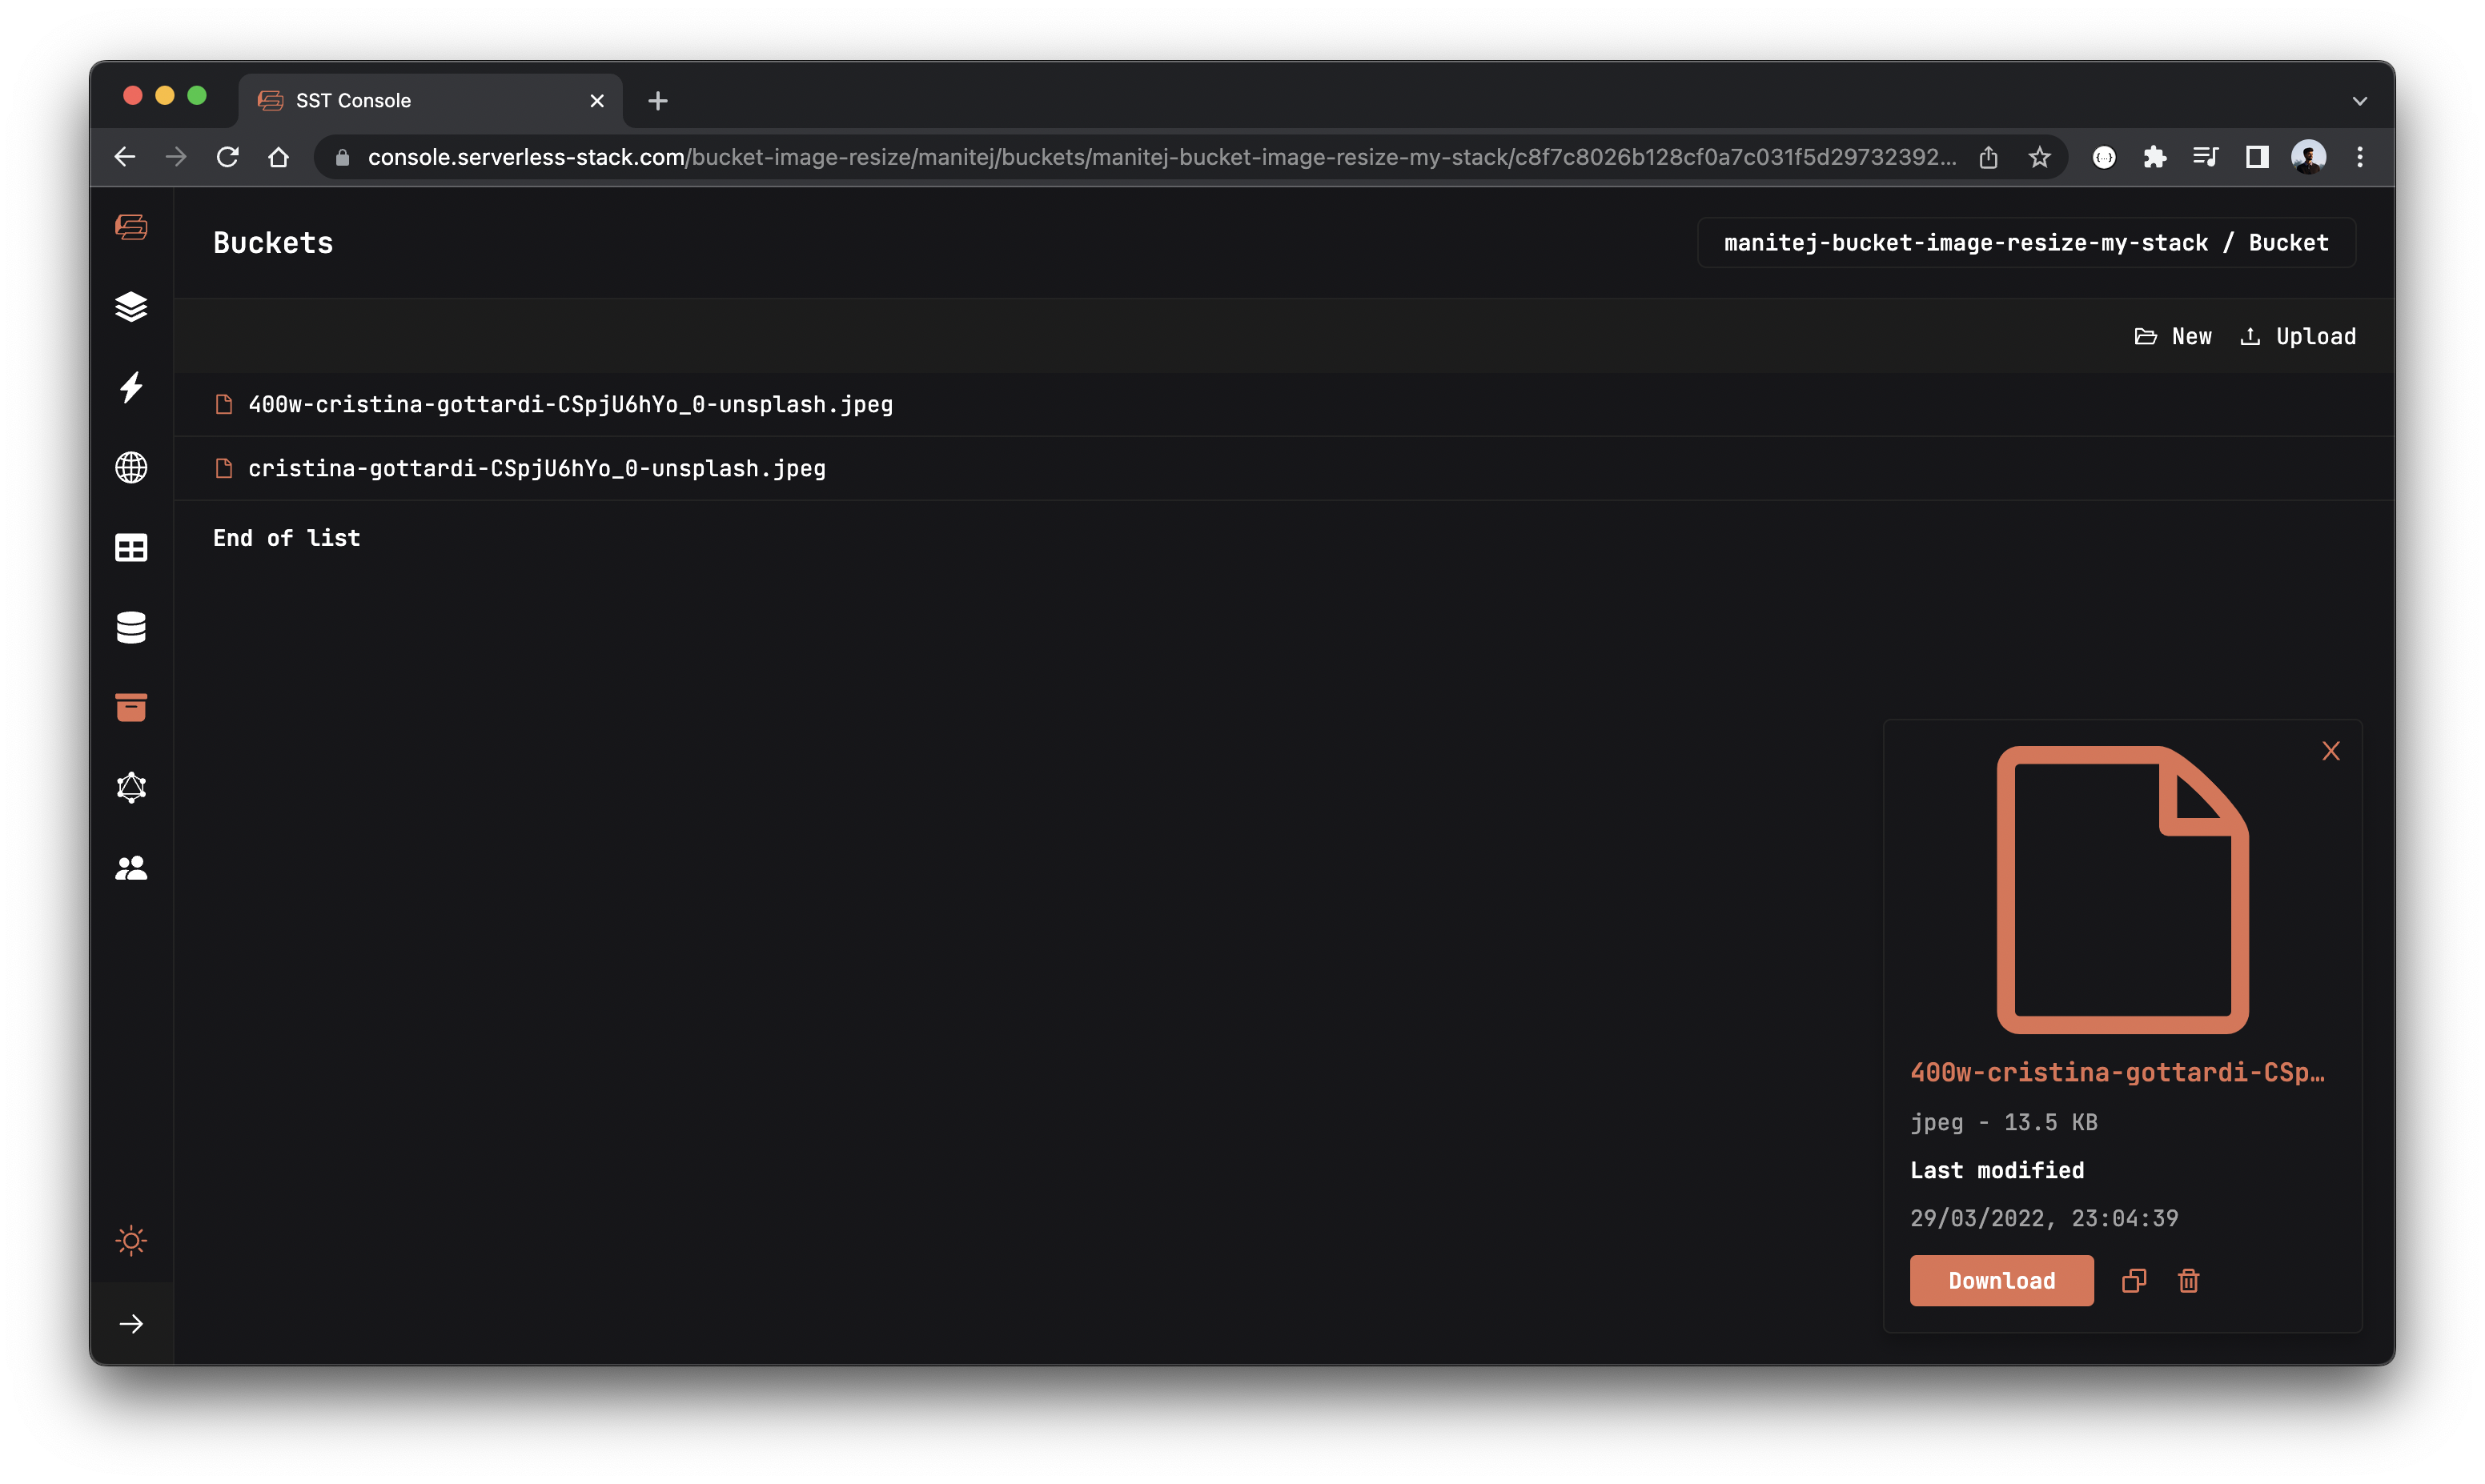 SST Console
console.serverless-stack.com/bucket-image-resize/manitej/buckets/manitej-bucket-image-resize-my-stack/c8f7c8026b128cf0a7c031f5d29732392...
Buckets
manitej-bucket-image-resize-my-stack / Bucket
New
Upload
400w-cristina-gottardi-CSpjU6hYo_0-unsplash.jpeg
cristina-gottardi-CSpjU6hYo_0-unsplash.jpeg
End of list
400w-cristina-gottardi-CSp...
jpeg - 13.5 KB
Last modified
29/03/2022, 23:04:39
Download